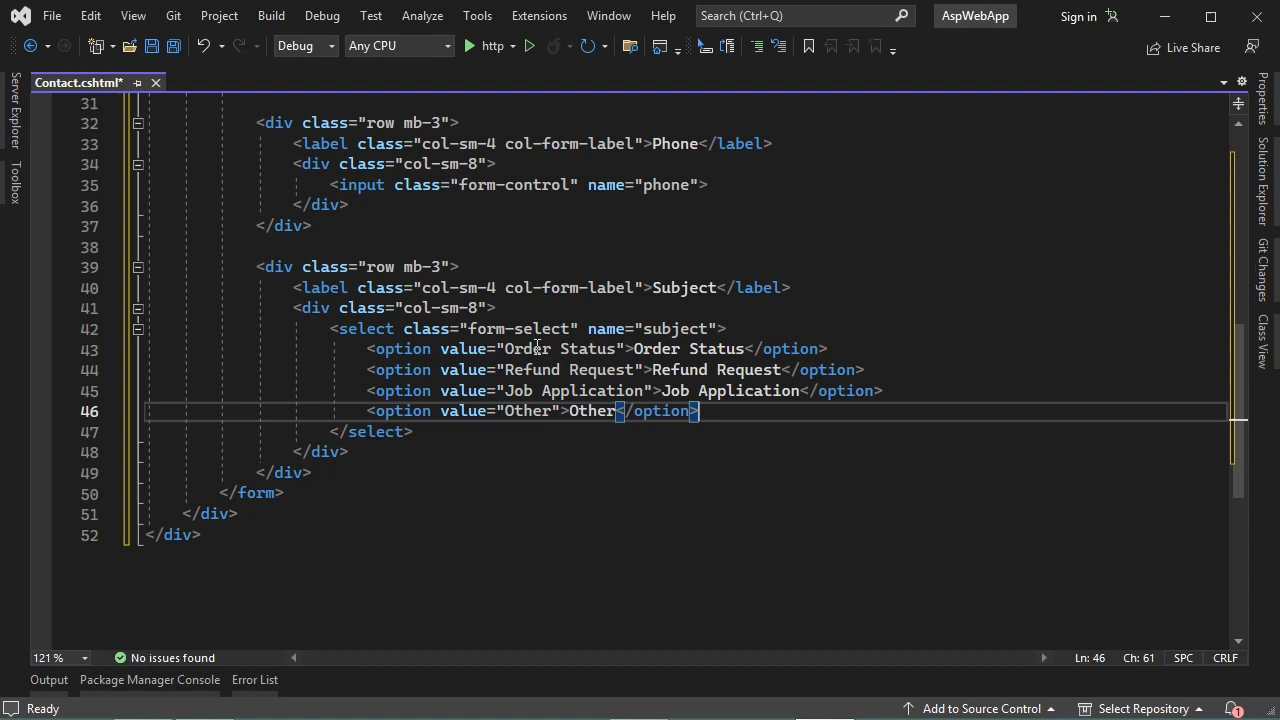 File Edit View Git Project Build Debug Test Analyze Tools Extensions Window Help Search (Ctrl+Q) AspWebApp Sign in
Debug Any CPU http Live Share
Contact.cshtml*
Server Explorer
Toolbox
Properties
Solution Explorer
Git Changes
Class View
31
32 <div class="row mb-3">
33 <label class="col-sm-4 col-form-label">Phone</label>
34 <div class="col-sm-8">
35 <input class="form-control" name="phone">
36 </div>
37 </div>
38
39 <div class="row mb-3">
40 <label class="col-sm-4 col-form-label">Subject</label>
41 <div class="col-sm-8">
42 <select class="form-select" name="subject">
43 <option value="Order Status">Order Status</option>
44 <option value="Refund Request">Refund Request</option>
45 <option value="Job Application">Job Application</option>
46 <option value="Other">Other</option>
47 </select>
48 </div>
49 </div>
50 </form>
51 </div>
52 </div>
121 % No issues found Ln: 46 Ch: 61 SPC CRLF
Output Package Manager Console Error List
Ready Add to Source Control Select Repository 1